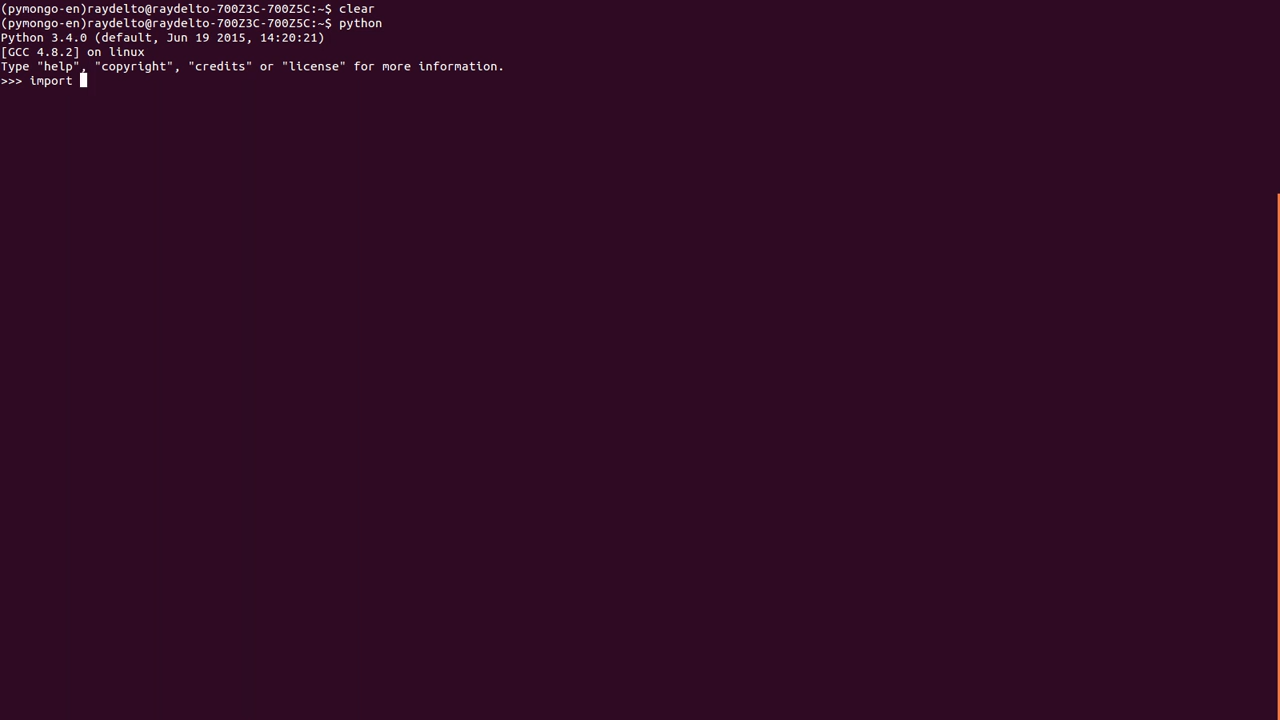 (pymongo-en)raydelto@raydelto-700Z3C-700Z5C:~$ clear
(pymongo-en)raydelto@raydelto-700Z3C-700Z5C:~$ python
Python 3.4.0 (default, Jun 19 2015, 14:20:21)
[GCC 4.8.2] on linux
Type "help", "copyright", "credits" or "license" for more information.
>>> import